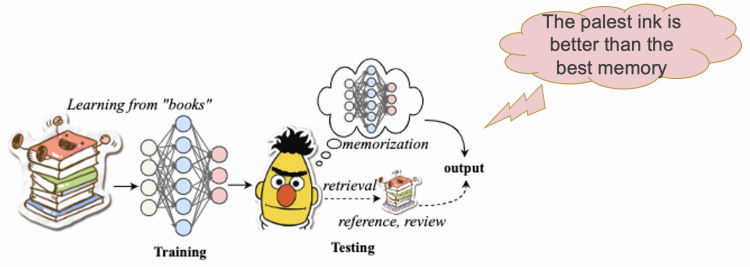 The palest ink is
better than the
best memory
Learning from "books"
memorization
output
retrieval
reference, review
Training
Testing